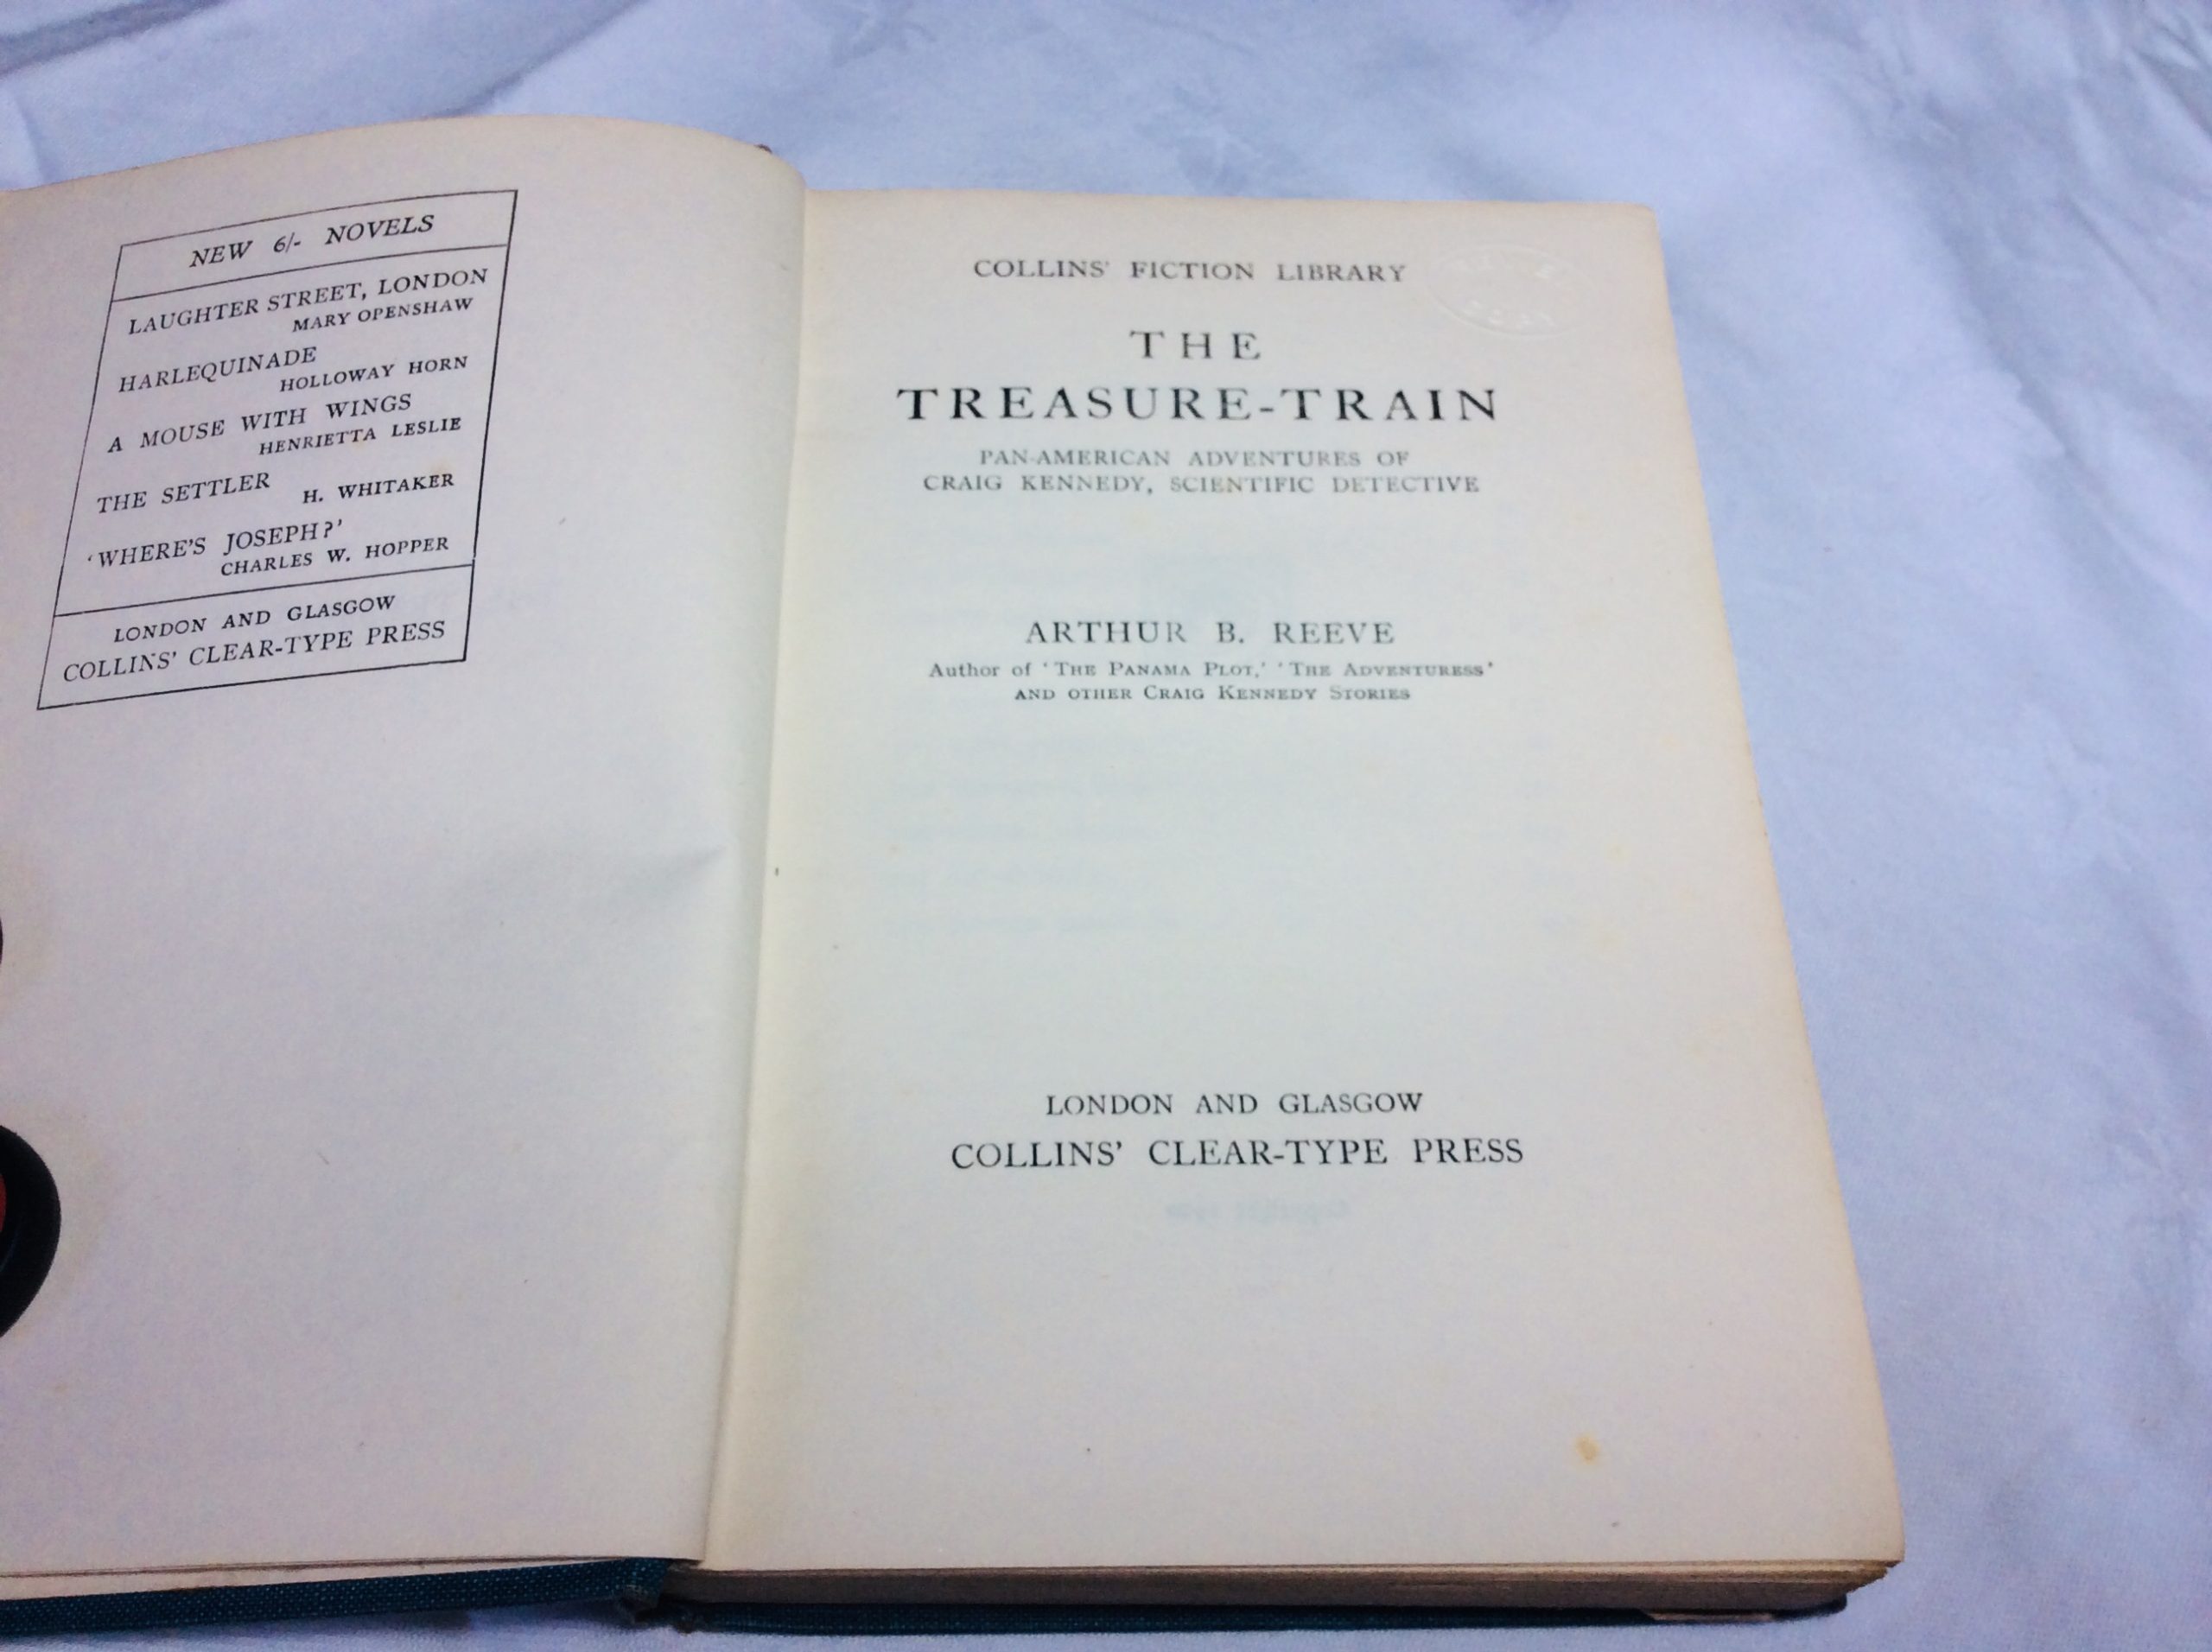 NEW 6/- NOVELS
LAUGHTER STREET, LONDON
MARY OPENSHAW
HARLEQUINADE
HOLLOWAY HORN
A MOUSE WITH WINGS
HENRIETTA LESLIE
THE SETTLER
H. WHITAKER
'WHERE'S JOSEPH?'
CHARLES W. HOPPER
LONDON AND GLASGOW
COLLINS' CLEAR-TYPE PRESS
COLLINS' FICTION LIBRARY
THE
TREASURE-TRAIN
PAN-AMERICAN ADVENTURES OF
CRAIG KENNEDY, SCIENTIFIC DETECTIVE
ARTHUR B. REEVE
Author of 'THE PANAMA PLOT,' 'THE ADVENTURESS'
AND OTHER CRAIG KENNEDY STORIES
LONDON AND GLASGOW
COLLINS' CLEAR-TYPE PRESS